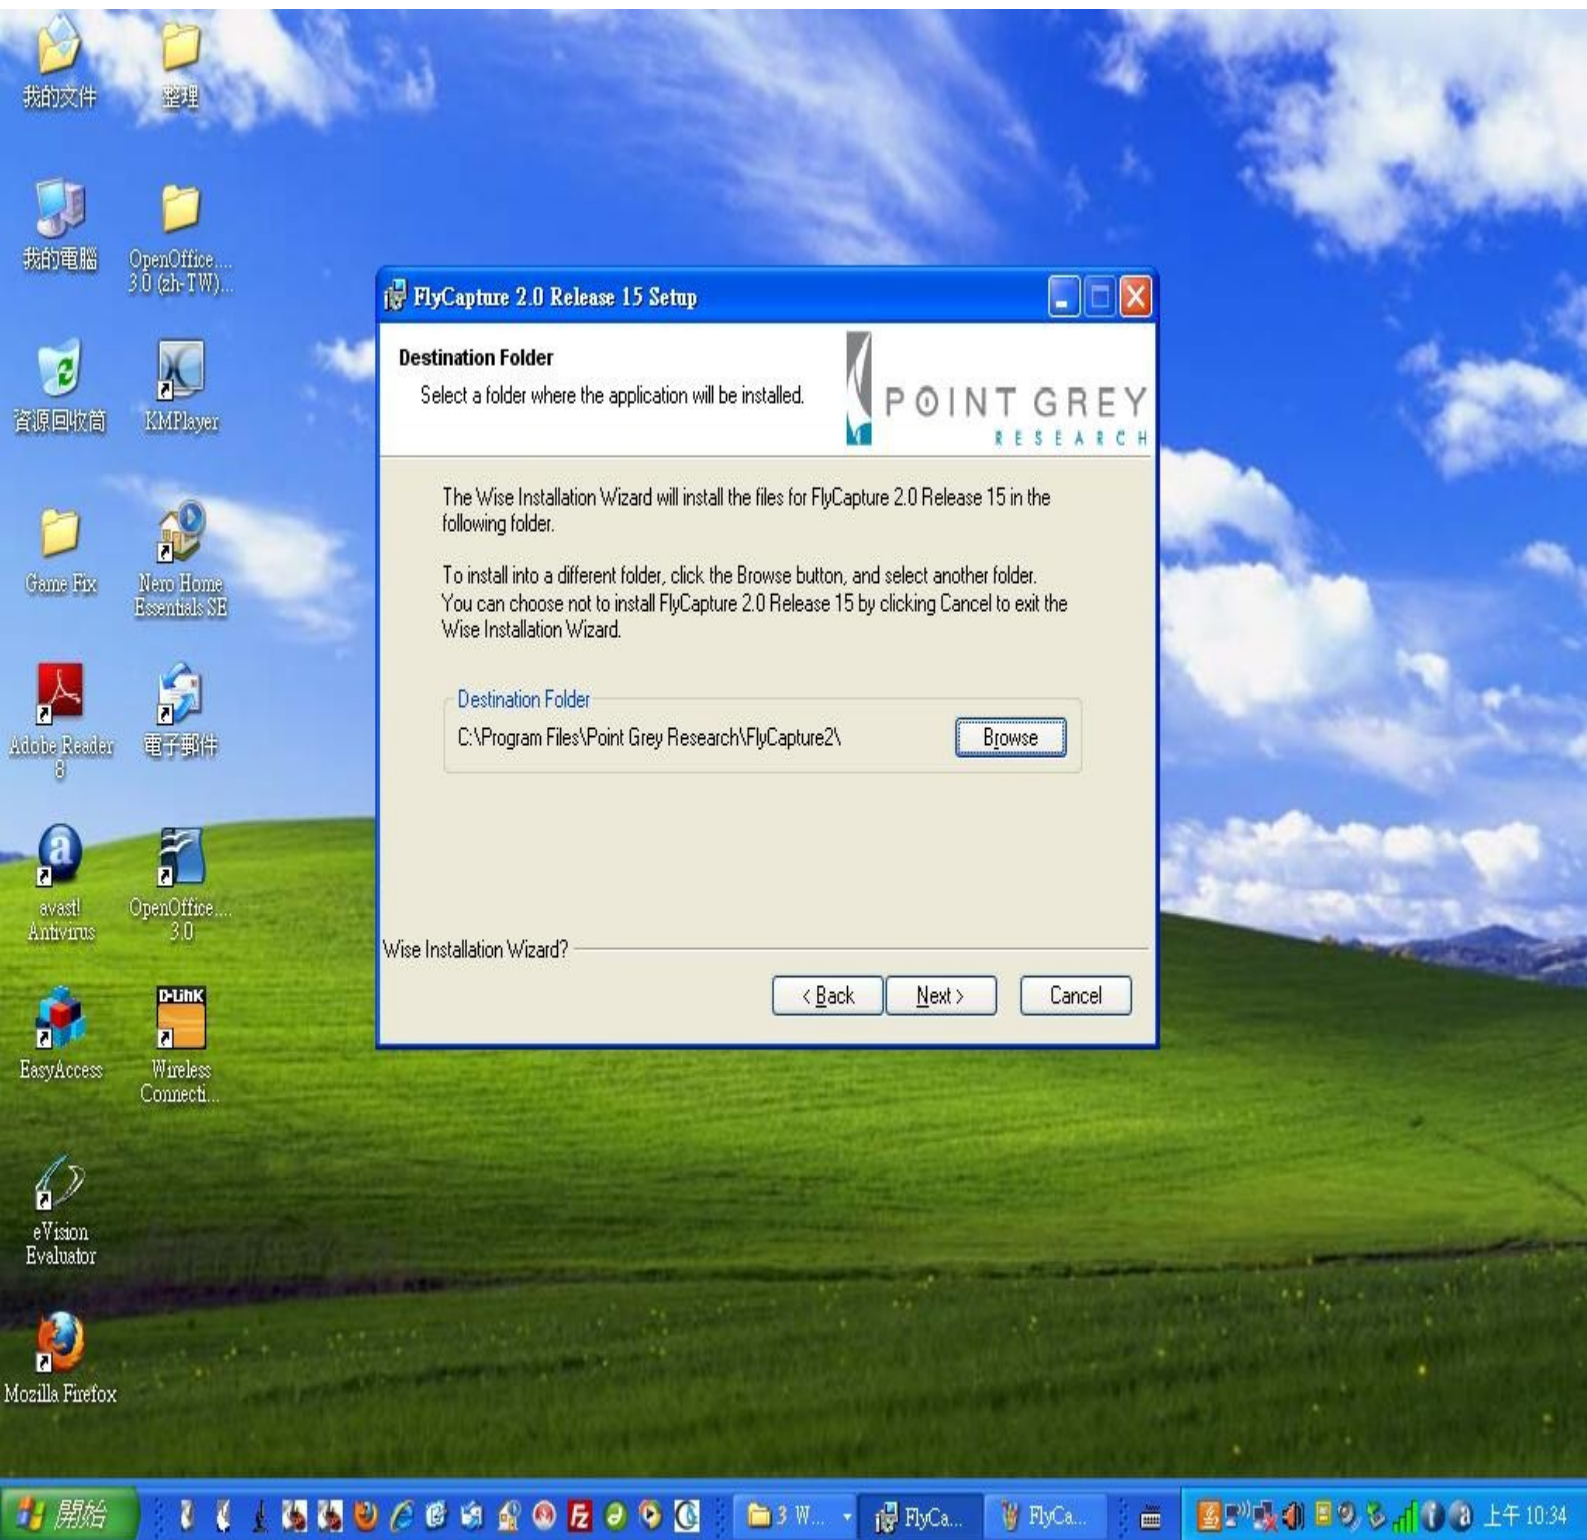 我的文件
整理
我的電腦
OpenOffice....
3.0 (zh-TW)...
資源回收筒
KMPlayer
Game Fix
Nero Home
Essentials SE
Adobe Reader
8
電子郵件
avast!
Antivirus
OpenOffice....
3.0
D-Link
EasyAccess
Wireless
Connecti...
eVision
Evaluator
Mozilla Firefox
FlyCapture 2.0 Release 15 Setup
Destination Folder
Select a folder where the application will be installed.
POINT GREY
RESEARCH
The Wise Installation Wizard will install the files for FlyCapture 2.0 Release 15 in the
following folder.
To install into a different folder, click the Browse button, and select another folder.
You can choose not to install FlyCapture 2.0 Release 15 by clicking Cancel to exit the
Wise Installation Wizard.
Destination Folder
C:\Program Files\Point Grey Research\FlyCapture2\
Browse
Wise Installation Wizard?
< Back
Next >
Cancel
開始
3 W...
FlyCa...
FlyCa...
上午 10:34